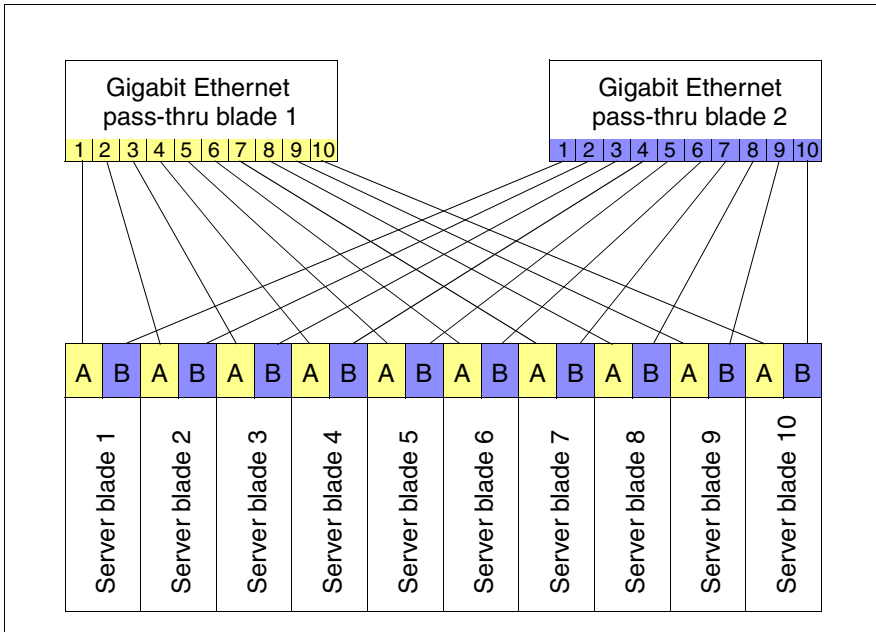 Gigabit Ethernet
pass-thru blade 1
1 2 3 4 5 6 7 8 9 10
Gigabit Ethernet
pass-thru blade 2
1 2 3 4 5 6 7 8 9 10
A B A B A B A B A B A B A B A B A B A B
Server blade 1
Server blade 2
Server blade 3
Server blade 4
Server blade 5
Server blade 6
Server blade 7
Server blade 8
Server blade 9
Server blade 10